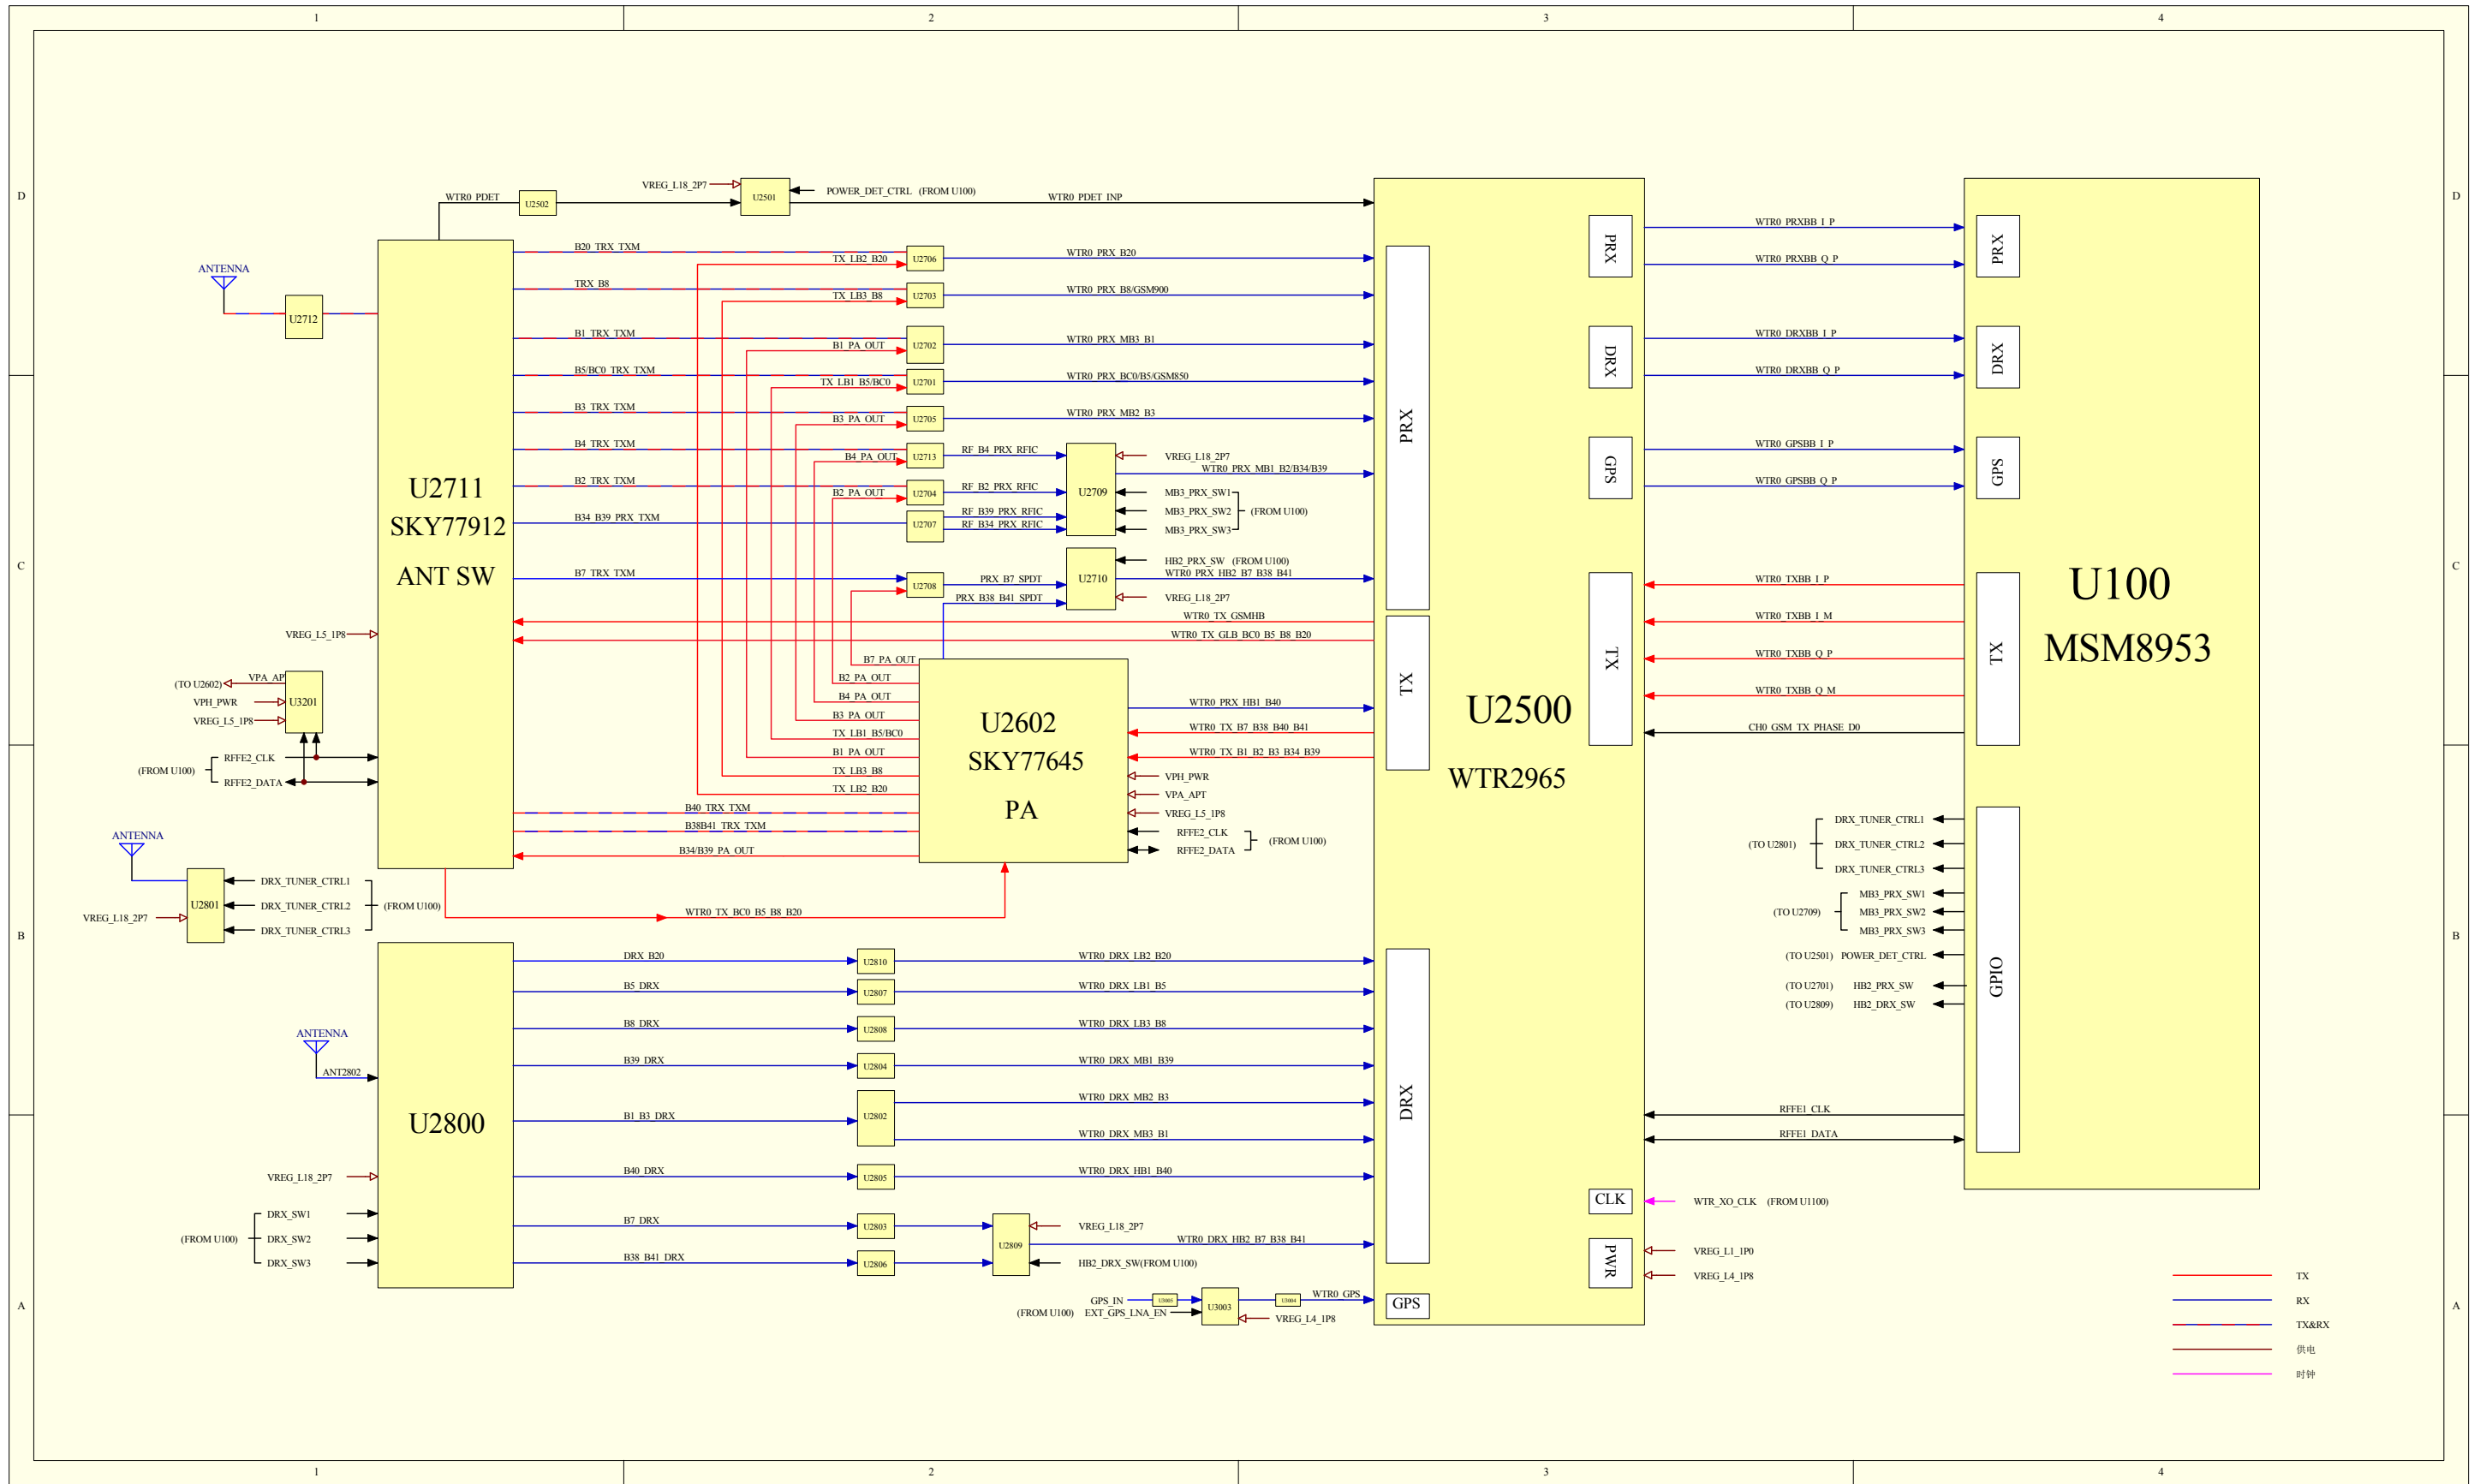 1 2 3 4
D D
C C
B B
A A
WTR0_PDET
U2502
VREG_L18_2P7
U2501
POWER_DET_CTRL (FROM U100)
WTR0_PDET_INP
ANTENNA
U2712
U2711
SKY77912
ANT SW
B20_TRX_TXM
TX_LB2_B20
U2706
WTR0_PRX_B20
TRX_B8
TX_LB3_B8
U2703
WTR0_PRX_B8/GSM900
B1_TRX_TXM
B1_PA_OUT
U2702
WTR0_PRX_MB3_B1
B5/BC0_TRX_TXM
TX_LB1_B5/BC0
U2701
WTR0_PRX_BC0/B5/GSM850
B3_TRX_TXM
B3_PA_OUT
U2705
WTR0_PRX_MB2_B3
B4_TRX_TXM
B4_PA_OUT
U2713
RF_B4_PRX_RFIC
B2_TRX_TXM
B2_PA_OUT
U2704
RF_B2_PRX_RFIC
B34_B39_PRX_TXM
U2707
RF_B39_PRX_RFIC
RF_B34_PRX_RFIC
U2709
VREG_L18_2P7
WTR0_PRX_MB1_B2/B34/B39
MB3_PRX_SW1
MB3_PRX_SW2
MB3_PRX_SW3
(FROM U100)
B7_TRX_TXM
U2708
PRX_B7_SPDT
PRX_B38_B41_SPDT
U2710
HB2_PRX_SW (FROM U100)
WTR0_PRX_HB2_B7_B38_B41
VREG_L18_2P7
WTR0_TX_GSMHB
WTR0_TX_GLB_BC0_B5_B8_B20
VREG_L5_1P8
(TO U2602)
VPA_AP
VPH_PWR
VREG_L5_1P8
U3201
(FROM U100)
RFFE2_CLK
RFFE2_DATA
B7_PA_OUT
B2_PA_OUT
B4_PA_OUT
B3_PA_OUT
TX_LB1_B5/BC0
B1_PA_OUT
TX_LB3_B8
TX_LB2_B20
B40_TRX_TXM
B38B41_TRX_TXM
B34/B39_PA_OUT
U2602
SKY77645
PA
WTR0_PRX_HB1_B40
WTR0_TX_B7_B38_B40_B41
WTR0_TX_B1_B2_B3_B34_B39
VPH_PWR
VPA_APT
VREG_L5_1P8
RFFE2_CLK
RFFE2_DATA
(FROM U100)
WTR0_TX_BC0_B5_B8_B20
ANTENNA
U2801
VREG_L18_2P7
DRX_TUNER_CTRL1
DRX_TUNER_CTRL2
DRX_TUNER_CTRL3
(FROM U100)
ANTENNA
ANT2802
U2800
VREG_L18_2P7
(FROM U100)
DRX_SW1
DRX_SW2
DRX_SW3
DRX_B20
U2810
WTR0_DRX_LB2_B20
B5_DRX
U2807
WTR0_DRX_LB1_B5
B8_DRX
U2808
WTR0_DRX_LB3_B8
B39_DRX
U2804
WTR0_DRX_MB1_B39
B1_B3_DRX
U2802
WTR0_DRX_MB2_B3
WTR0_DRX_MB3_B1
B40_DRX
U2805
WTR0_DRX_HB1_B40
B7_DRX
U2803
B38_B41_DRX
U2806
U2809
VREG_L18_2P7
WTR0_DRX_HB2_B7_B38_B41
HB2_DRX_SW(FROM U100)
GPS_IN
U3005
(FROM U100) EXT_GPS_LNA_EN
U3003
U3004
WTR0_GPS
VREG_L4_1P8
PRX
TX
DRX
GPS
U2500
WTR2965
PRX
DRX
GPS
TX
CLK
PWR
WTR0_PRXBB_I_P
WTR0_PRXBB_Q_P
WTR0_DRXBB_I_P
WTR0_DRXBB_Q_P
WTR0_GPSBB_I_P
WTR0_GPSBB_Q_P
WTR0_TXBB_I_P
WTR0_TXBB_I_M
WTR0_TXBB_Q_P
WTR0_TXBB_Q_M
CH0_GSM_TX_PHASE_D0
(TO U2801)
DRX_TUNER_CTRL1
DRX_TUNER_CTRL2
DRX_TUNER_CTRL3
(TO U2709)
MB3_PRX_SW1
MB3_PRX_SW2
MB3_PRX_SW3
(TO U2501) POWER_DET_CTRL
(TO U2701) HB2_PRX_SW
(TO U2809) HB2_DRX_SW
RFFE1_CLK
RFFE1_DATA
WTR_XO_CLK (FROM U1100)
VREG_L1_1P0
VREG_L4_1P8
PRX
DRX
GPS
TX
GPIO
U100
MSM8953
TX
RX
TX&RX
供电
时钟
1 2 3 4